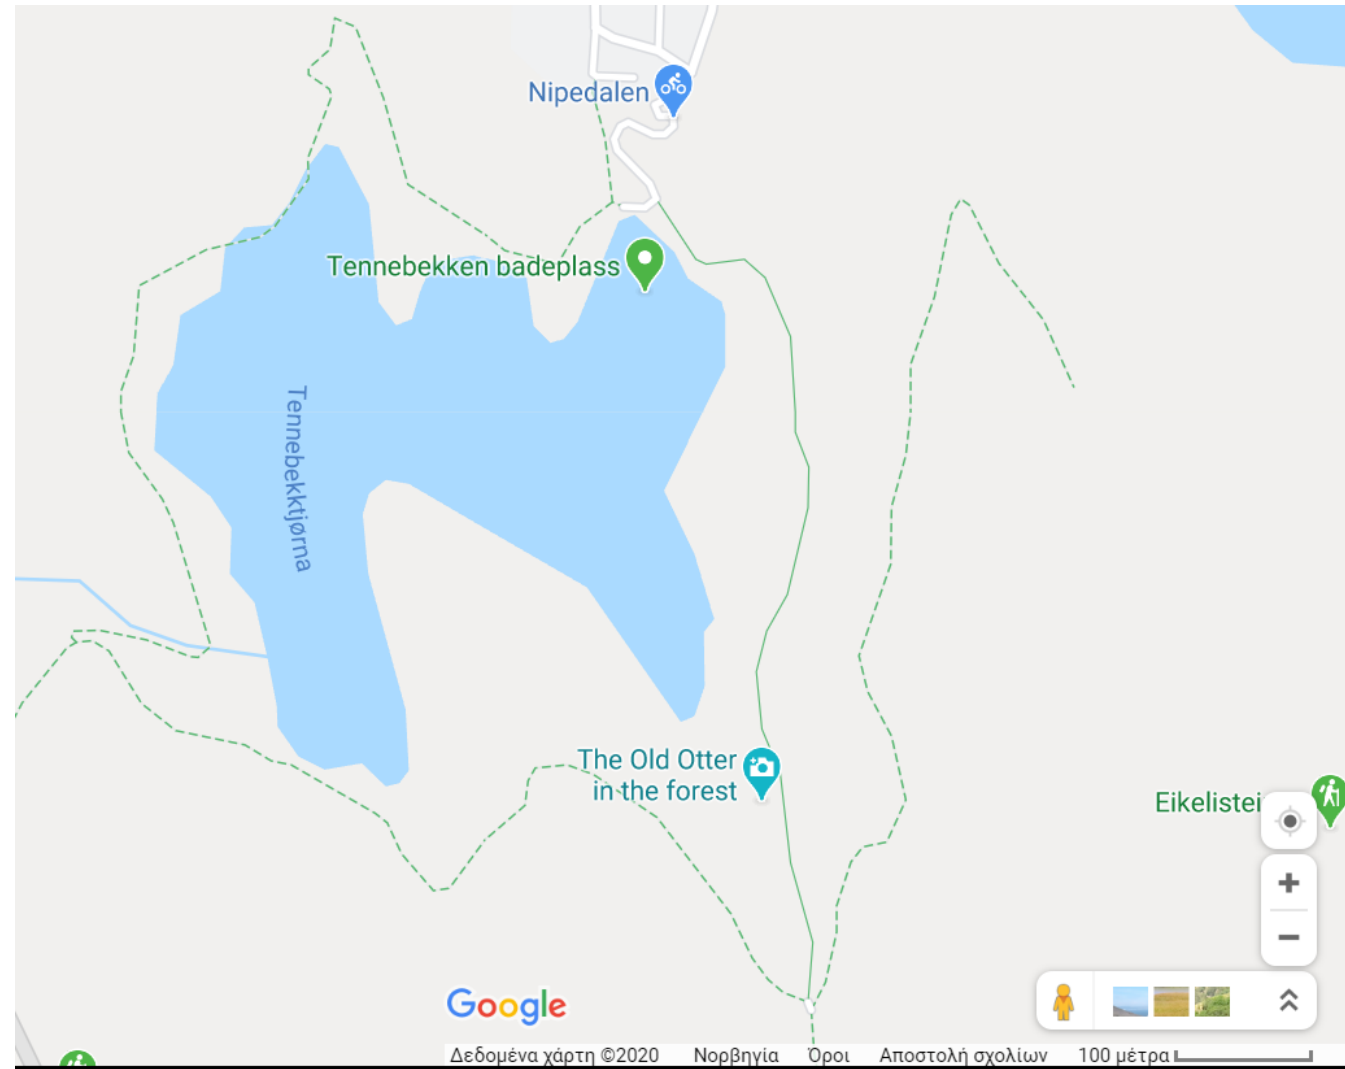 Nipedalen
Tennebekken badeplass
Tennebekktjørna
The Old Otter
in the forest
Eikelistei
Google
Δεδομένα χάρτη ©2020 Νορβηγία Όροι Αποστολή σχολίων 100 μέτρα